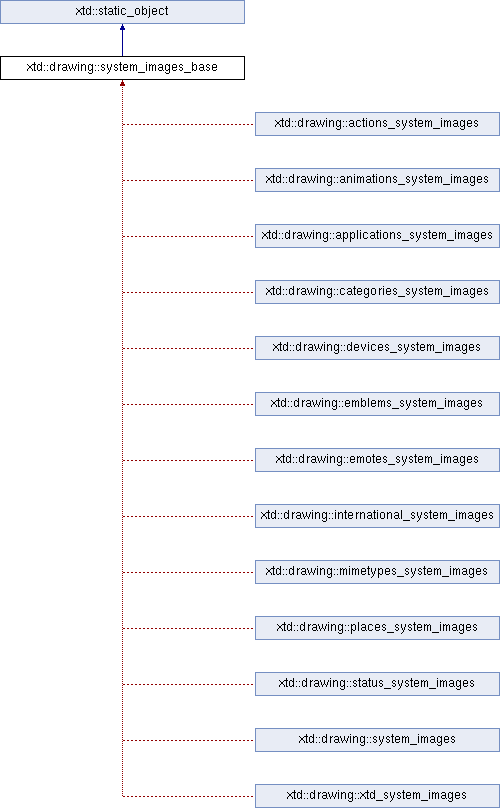 xtd::static_object
xtd::drawing::system_images_base
xtd::drawing::actions_system_images
xtd::drawing::animations_system_images
xtd::drawing::applications_system_images
xtd::drawing::categories_system_images
xtd::drawing::devices_system_images
xtd::drawing::emblems_system_images
xtd::drawing::emotes_system_images
xtd::drawing::international_system_images
xtd::drawing::mimetypes_system_images
xtd::drawing::places_system_images
xtd::drawing::status_system_images
xtd::drawing::system_images
xtd::drawing::xtd_system_images